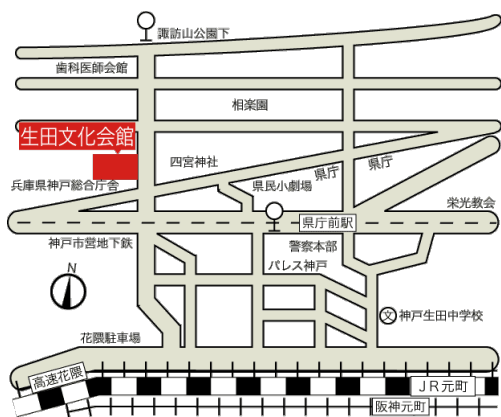 諏訪山公園下
歯科医師会館
相楽園
生田文化会館
四宮神社
県庁
県庁
兵庫県神戸総合庁舎
県民小劇場
栄光教会
県庁前駅
神戸市営地下鉄
警察本部
パレス神戸
N
文
神戸生田中学校
花隈駐車場
高速花隈
JR元町
阪神元町